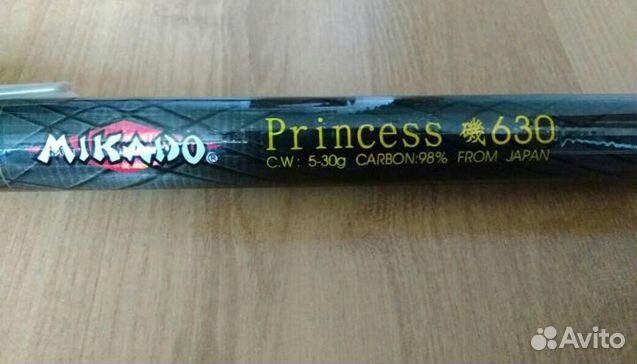 MIKADO®
Princess 磯630
C.W: 5-30g CARBON:98% FROM JAPAN
Avito